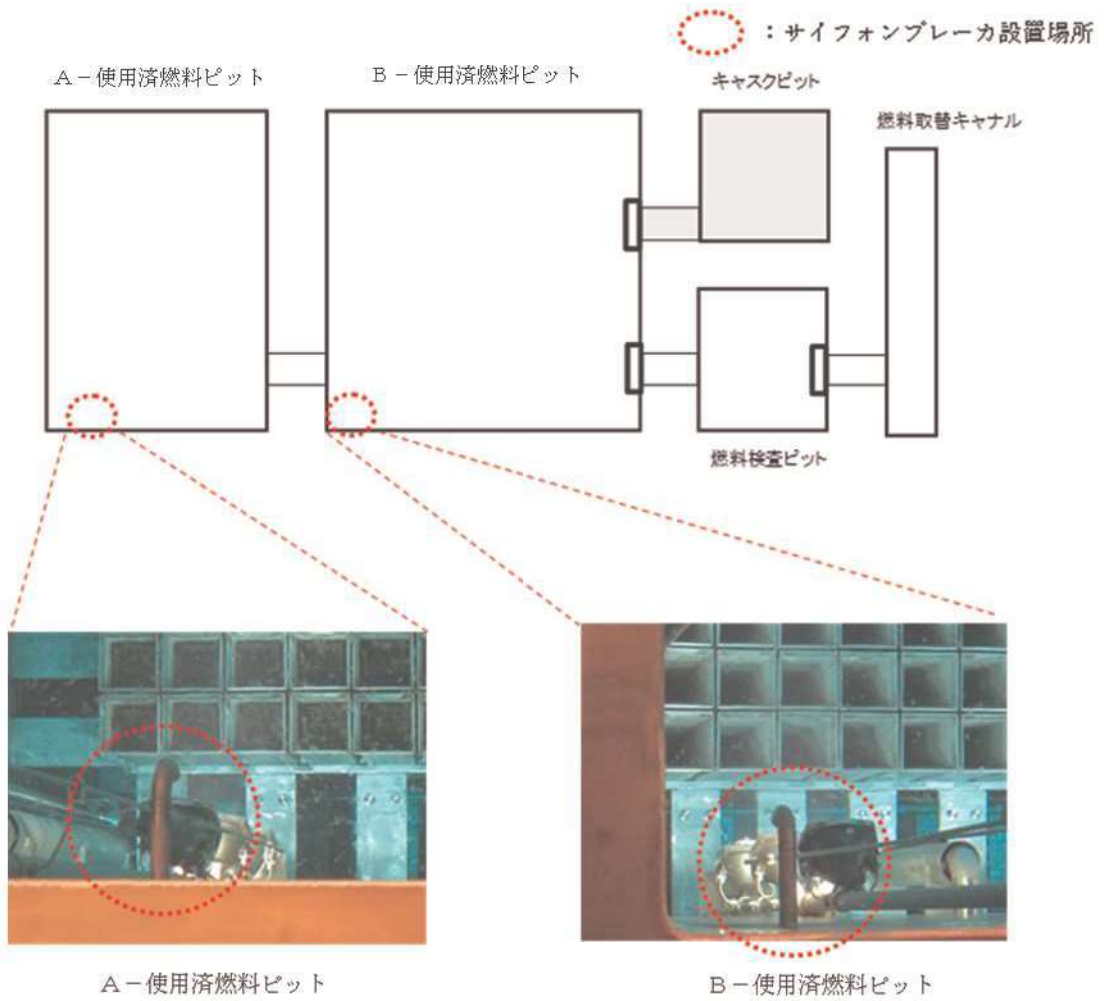 ：サイフォンブレーカ設置場所
A－使用済燃料ピット
B－使用済燃料ピット
キャスクピット
燃料取替キャナル
燃料検査ピット
A－使用済燃料ピット
B－使用済燃料ピット